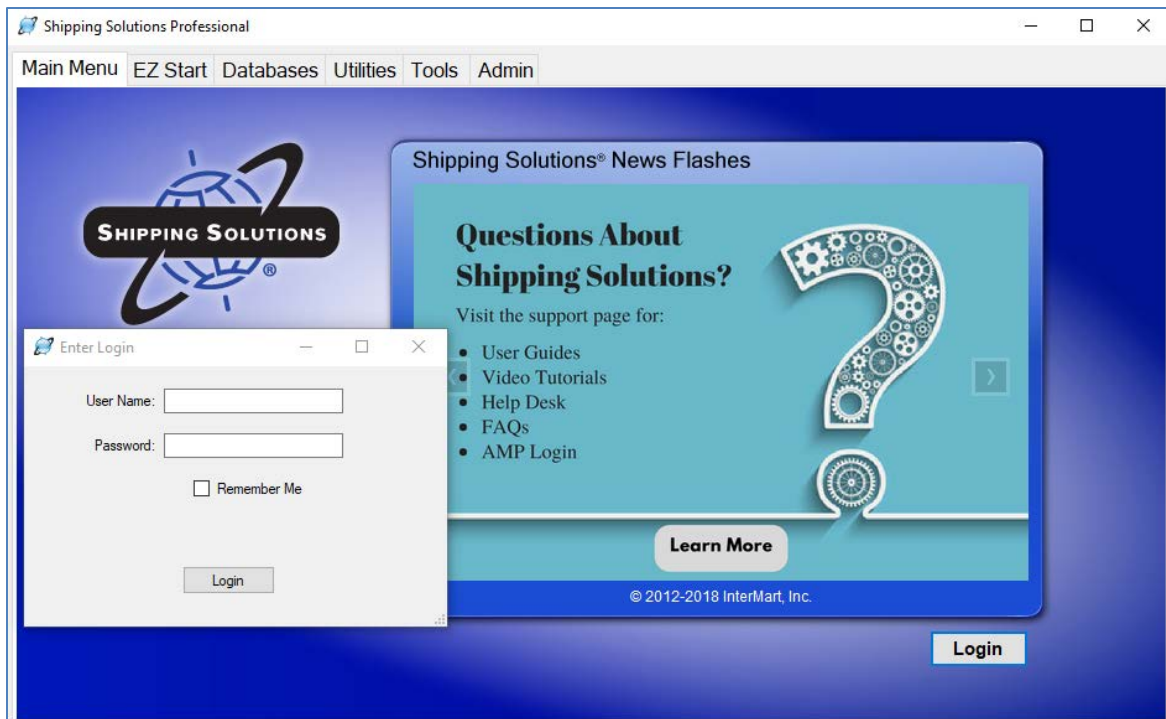 Shipping Solutions Professional
Main Menu EZ Start Databases Utilities Tools Admin
SHIPPING SOLUTIONS
®
Shipping Solutions® News Flashes
Questions About
Shipping Solutions?
Visit the support page for:
• User Guides
• Video Tutorials
• Help Desk
• FAQs
• AMP Login
Learn More
© 2012-2018 InterMart, Inc.
Enter Login
User Name:
Password:
Remember Me
Login
Login